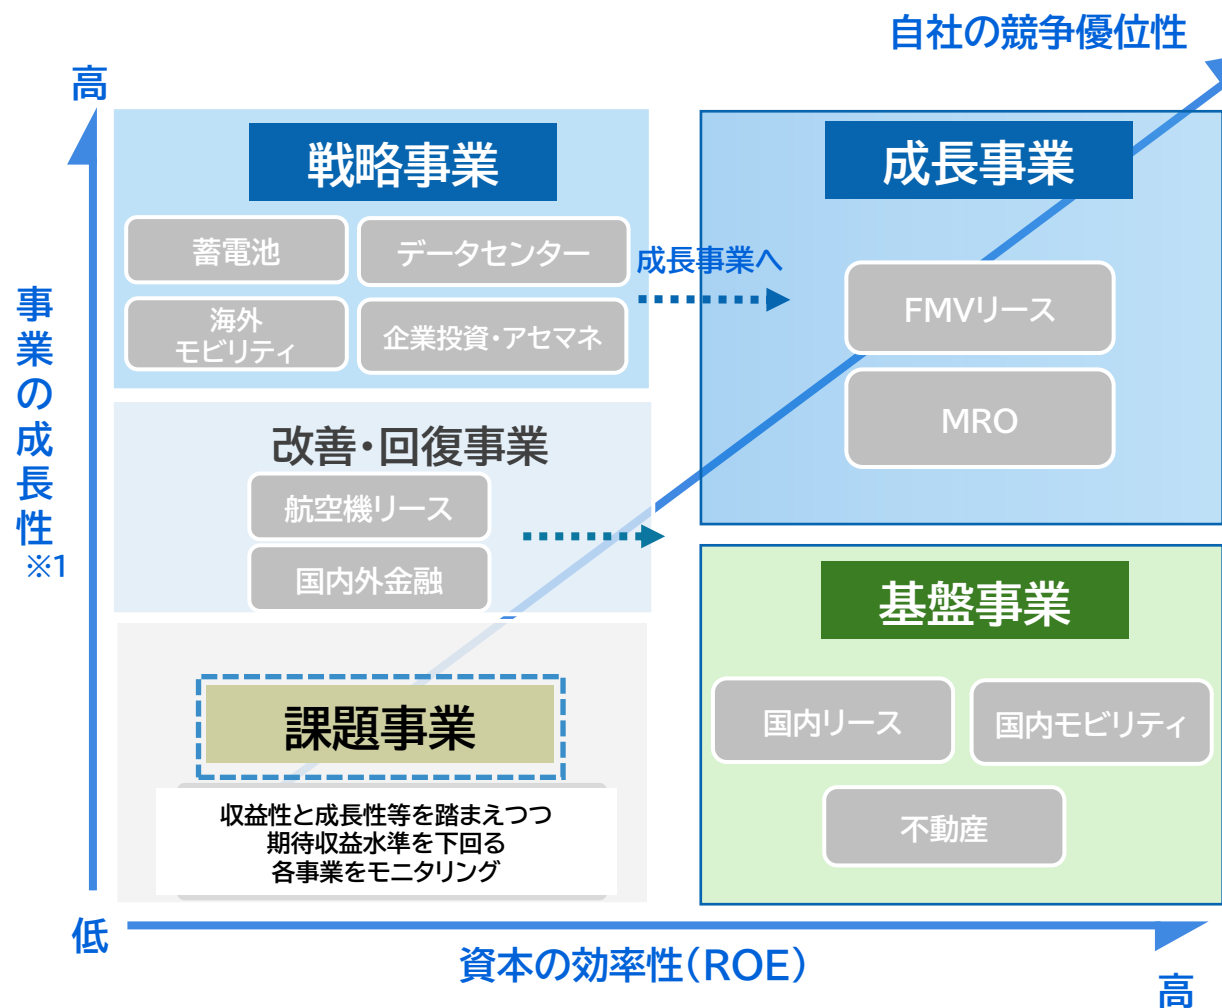 自社の競争優位性
高
戦略事業
成長事業
蓄電池
データセンター
成長事業へ
海外
モビリティ
企業投資・アセマネ
FMVリース
MRO
事業の成長性
※1
改善・回復事業
航空機リース
国内外金融
基盤事業
国内リース
国内モビリティ
不動産
課題事業
収益性と成長性等を踏まえつつ
期待収益水準を下回る
各事業をモニタリング
低
資本の効率性(ROE)
高